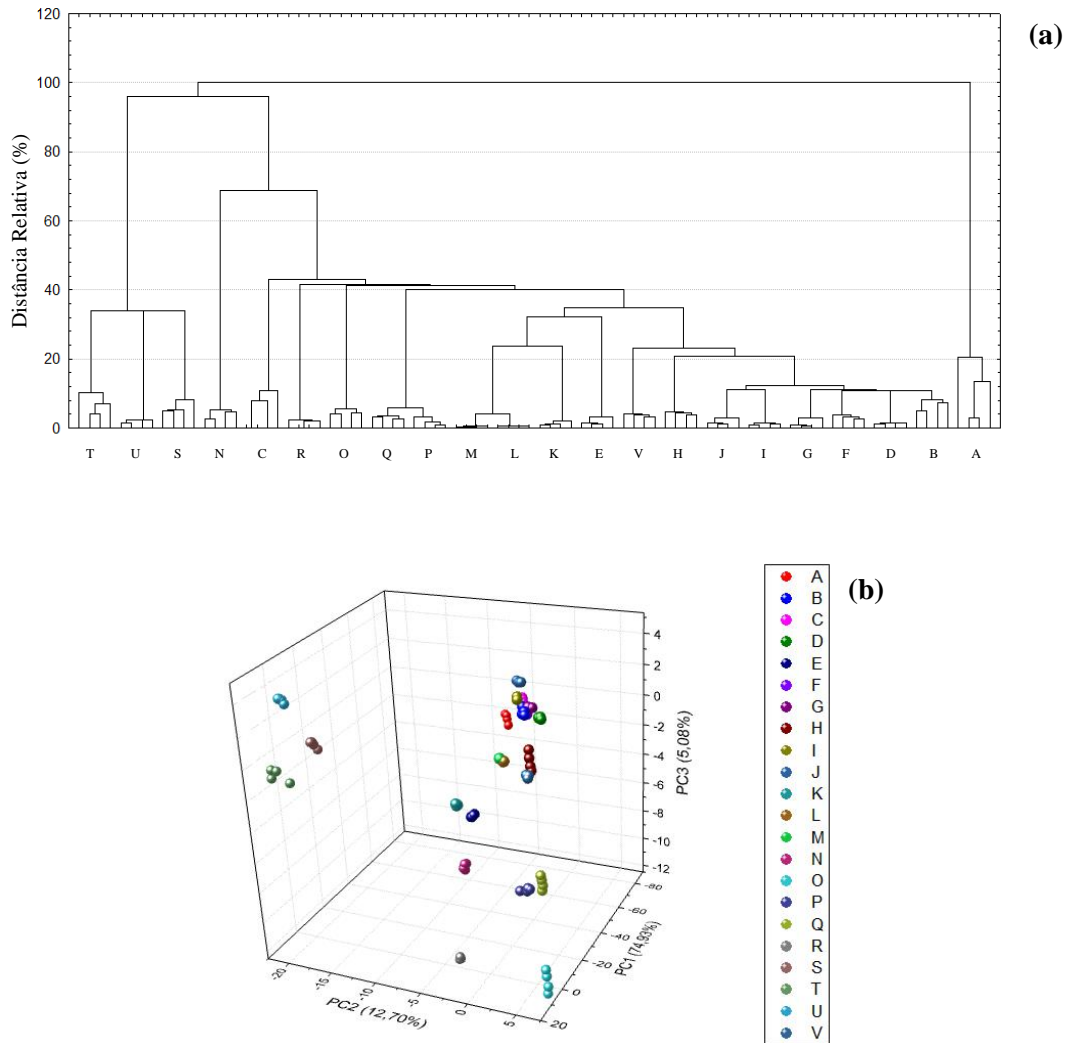 (a)
Distância Relativa (%)
120
100
80
60
40
20
0
T U S N C R O Q P M L K E V H J I G F D B A
(b)
A
B
C
D
E
F
G
H
I
J
K
L
M
N
O
P
Q
R
S
T
U
V
PC3 (5,08%)
4
2
0
-2
-4
-6
-8
-10
-12
PC1 (74,93%)
-80
-60
-40
-20
0
20
PC2 (12,70%)
-20
-15
-10
-5
0
5